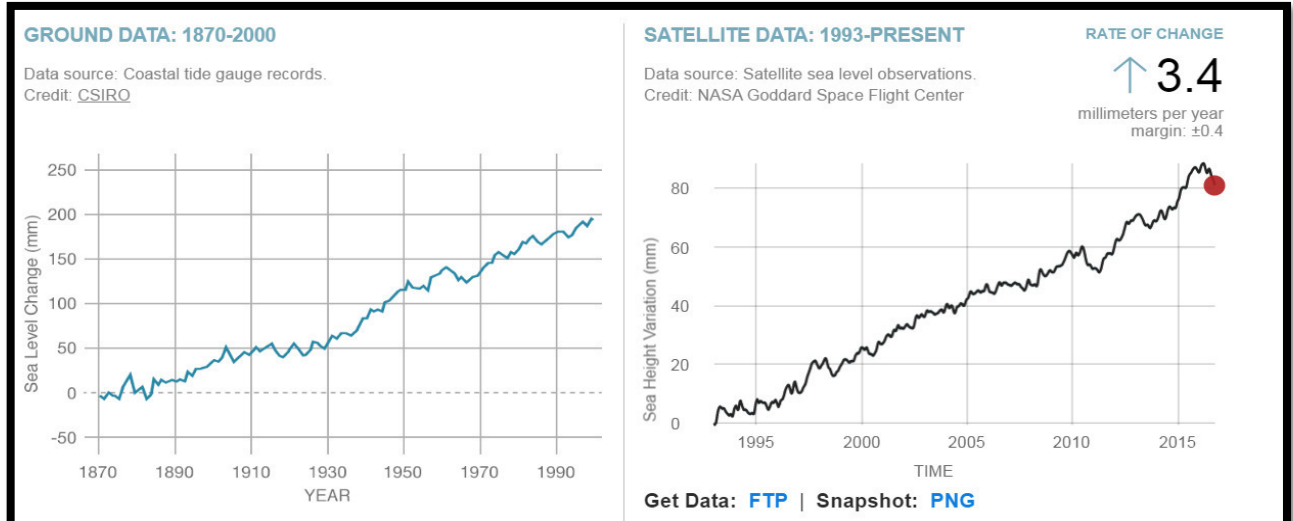 GROUND DATA: 1870-2000
Data source: Coastal tide gauge records.
Credit: CSIRO
250
200
150
100
50
0
-50
Sea Level Change (mm)
1870 1890 1910 1930 1950 1970 1990
YEAR
SATELLITE DATA: 1993-PRESENT
Data source: Satellite sea level observations.
Credit: NASA Goddard Space Flight Center
RATE OF CHANGE
↑ 3.4
millimeters per year
margin: ±0.4
80
60
40
20
0
Sea Height Variation (mm)
1995 2000 2005 2010 2015
TIME
Get Data: FTP | Snapshot: PNG